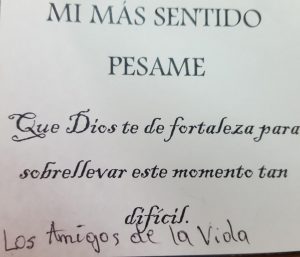 MI MÁS SENTIDO
PESAME
Que Dios te de fortaleza para
sobrellevar este momento tan
difícil.
Los Amigos de la Vida